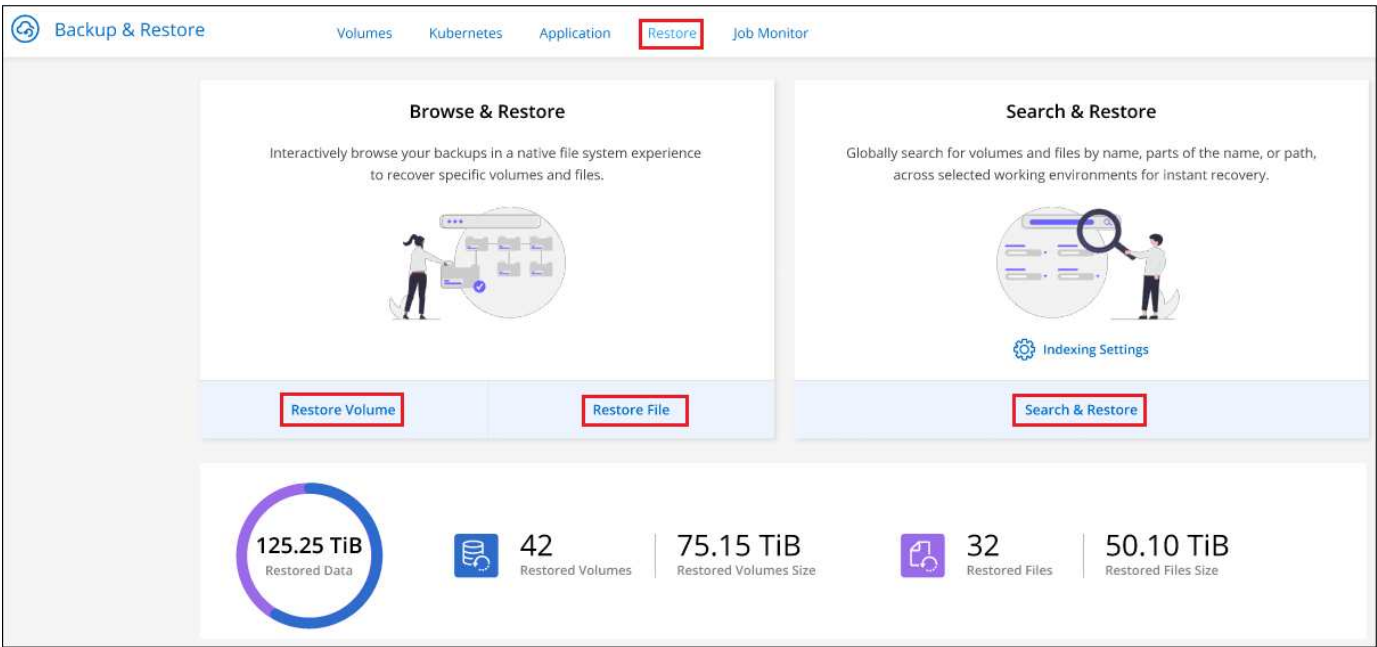 Backup & Restore
Volumes Kubernetes Application Restore Job Monitor
Browse & Restore
Interactively browse your backups in a native file system experience
to recover specific volumes and files.
Restore Volume Restore File
Search & Restore
Globally search for volumes and files by name, parts of the name, or path,
across selected working environments for instant recovery.
Indexing Settings
Search & Restore
125.25 TiB
Restored Data
42
Restored Volumes
75.15 TiB
Restored Volumes Size
32
Restored Files
50.10 TiB
Restored Files Size